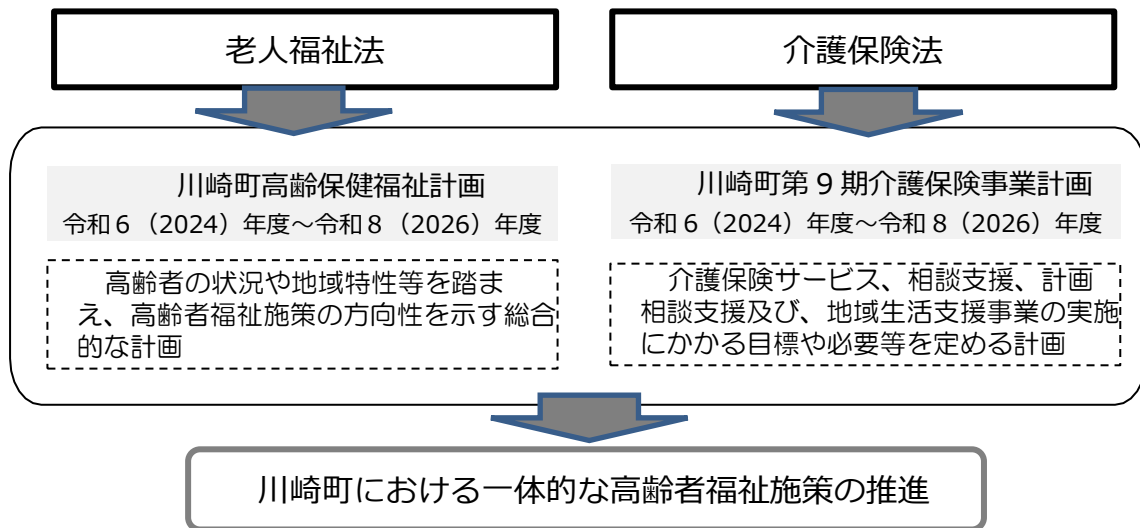 老人福祉法
介護保険法
川崎町高齢保健福祉計画
令和６（2024）年度～令和８（2026）年度
高齢者の状況や地域特性等を踏ま
え、高齢者福祉施策の方向性を示す総合
的な計画
川崎町第９期介護保険事業計画
令和６（2024）年度～令和８（2026）年度
介護保険サービス、相談支援、計画
相談支援及び、地域生活支援事業の実施
にかかる目標や必要等を定める計画
川崎町における一体的な高齢者福祉施策の推進